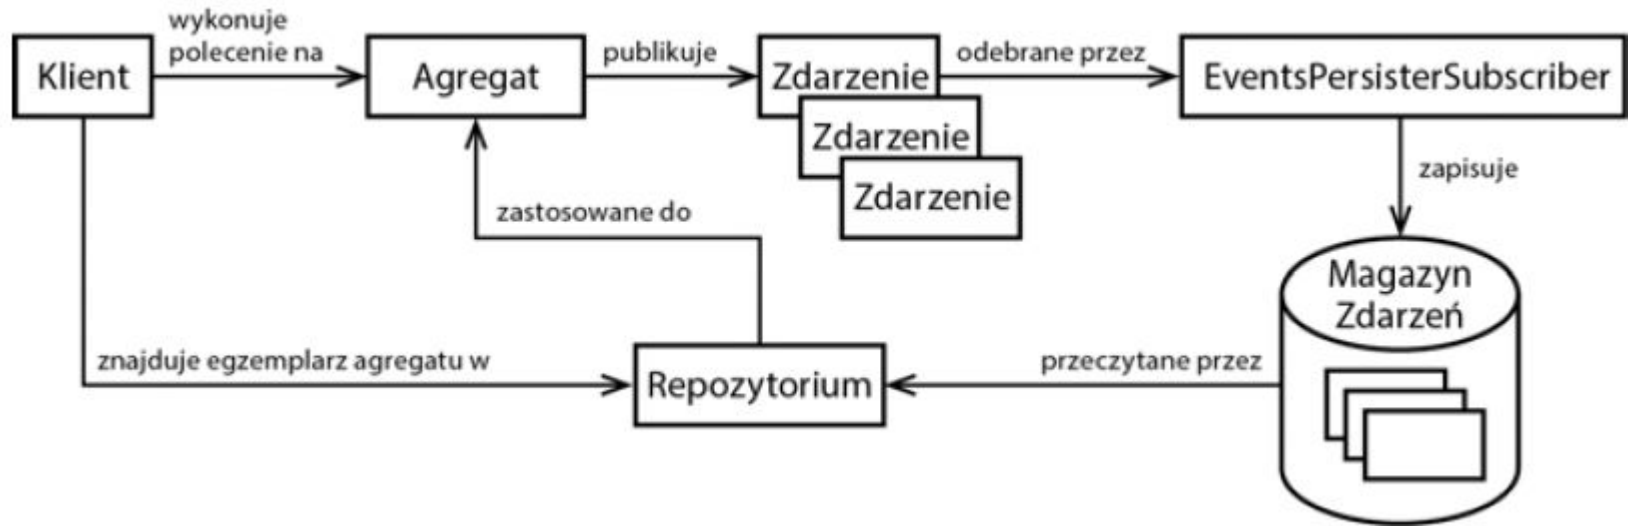 wykonuje
polecenie na
Klient
Agregat
publikuje
Zdarzenie
odebrane przez
EventsPersisterSubscriber
Zdarzenie
Zdarzenie
zapisuje
zastosowane do
Magazyn
Zdarzeń
znajduje egzemplarz agregatu w
Repozytorium
przeczytane przez